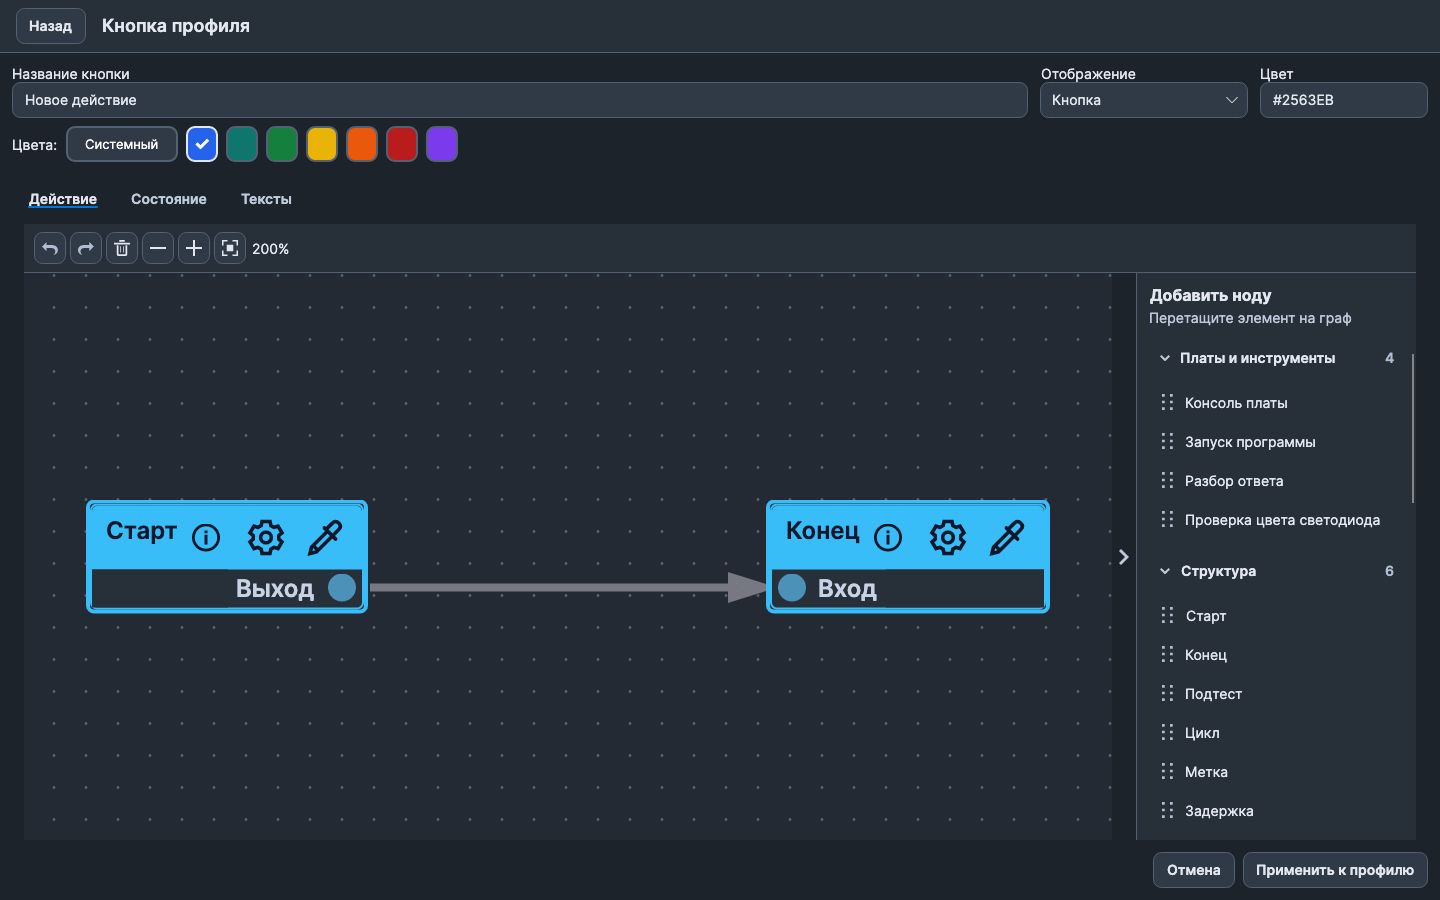 Назад
Кнопка профиля
Название кнопки
Отображение
Цвет
Новое действие
Кнопка
#2563EB
Цвета:
Системный
Действие
Состояние
Тексты
200%
Добавить ноду
Перетащите элемент на граф
Платы и инструменты 4
Консоль платы
Запуск программы
Разбор ответа
Проверка цвета светодиода
Структура 6
Старт
Конец
Подтест
Цикл
Метка
Задержка
Старт
Выход
Конец
Вход
Отмена
Применить к профилю